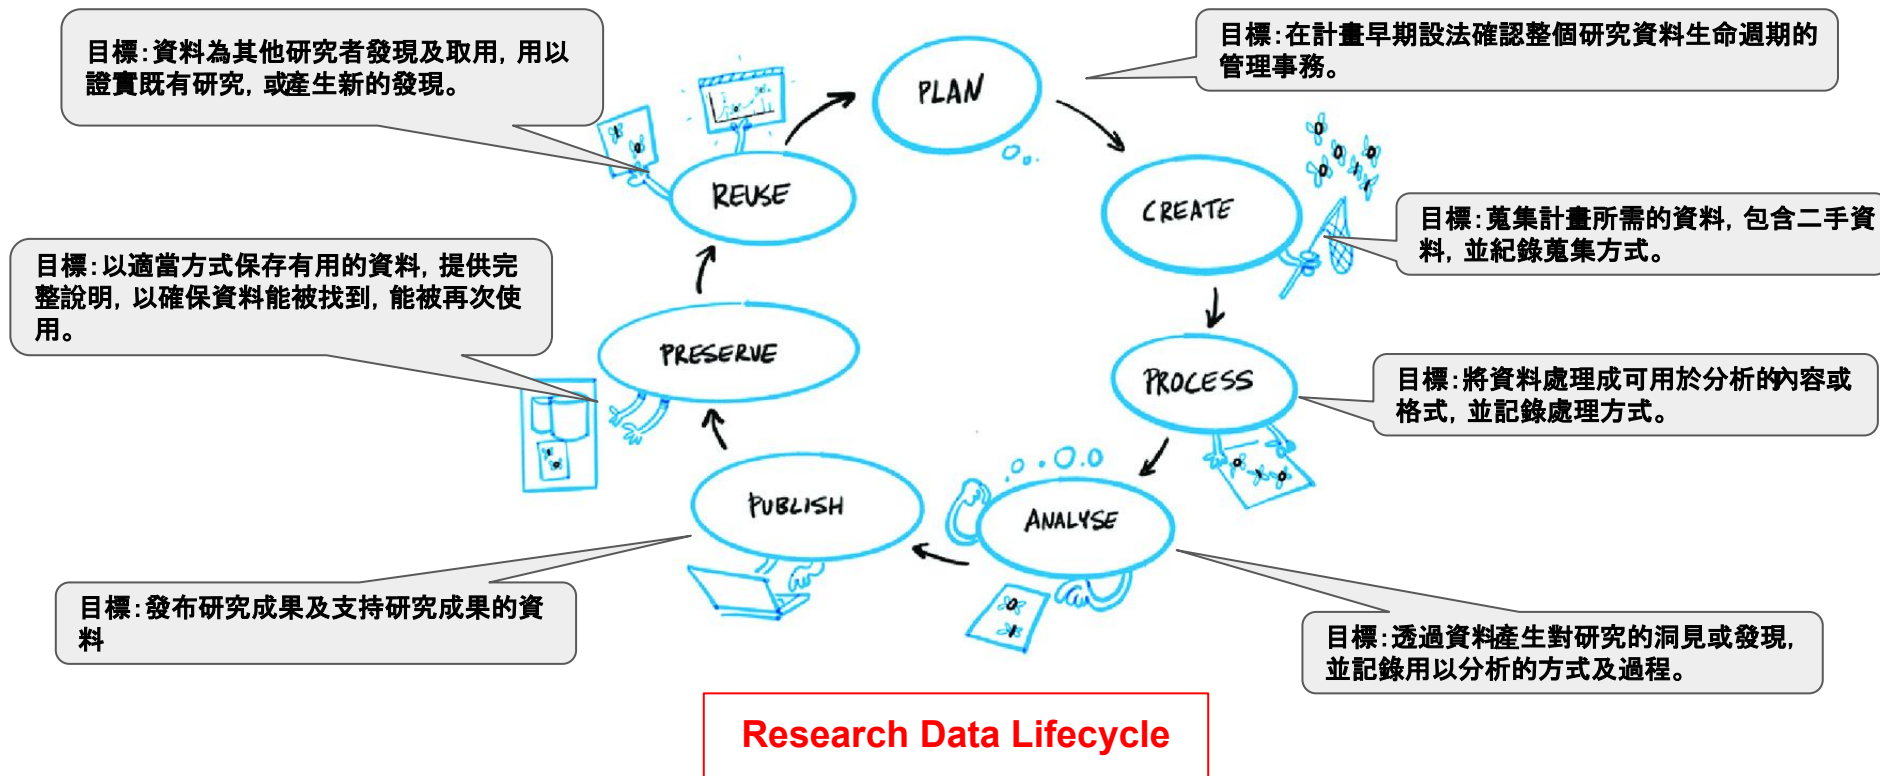 目標：資料為其他研究者發現及取用，用以
證實既有研究，或產生新的發現。
PLAN
目標：在計畫早期設法確認整個研究資料生命週期的
管理事務。
REUSE
CREATE
目標：蒐集計畫所需的資料，包含二手資
料，並紀錄蒐集方式。
目標：以適當方式保存有用的資料，提供完
整說明，以確保資料能被找到，能被再次使
用。
PRESERVE
PROCESS
目標：將資料處理成可用於分析的內容或
格式，並記錄處理方式。
PUBLISH
ANALYSE
目標：發布研究成果及支持研究成果的資
料
目標：透過資料產生對研究的洞見或發現，
並記錄用以分析的方式及過程。
Research Data Lifecycle